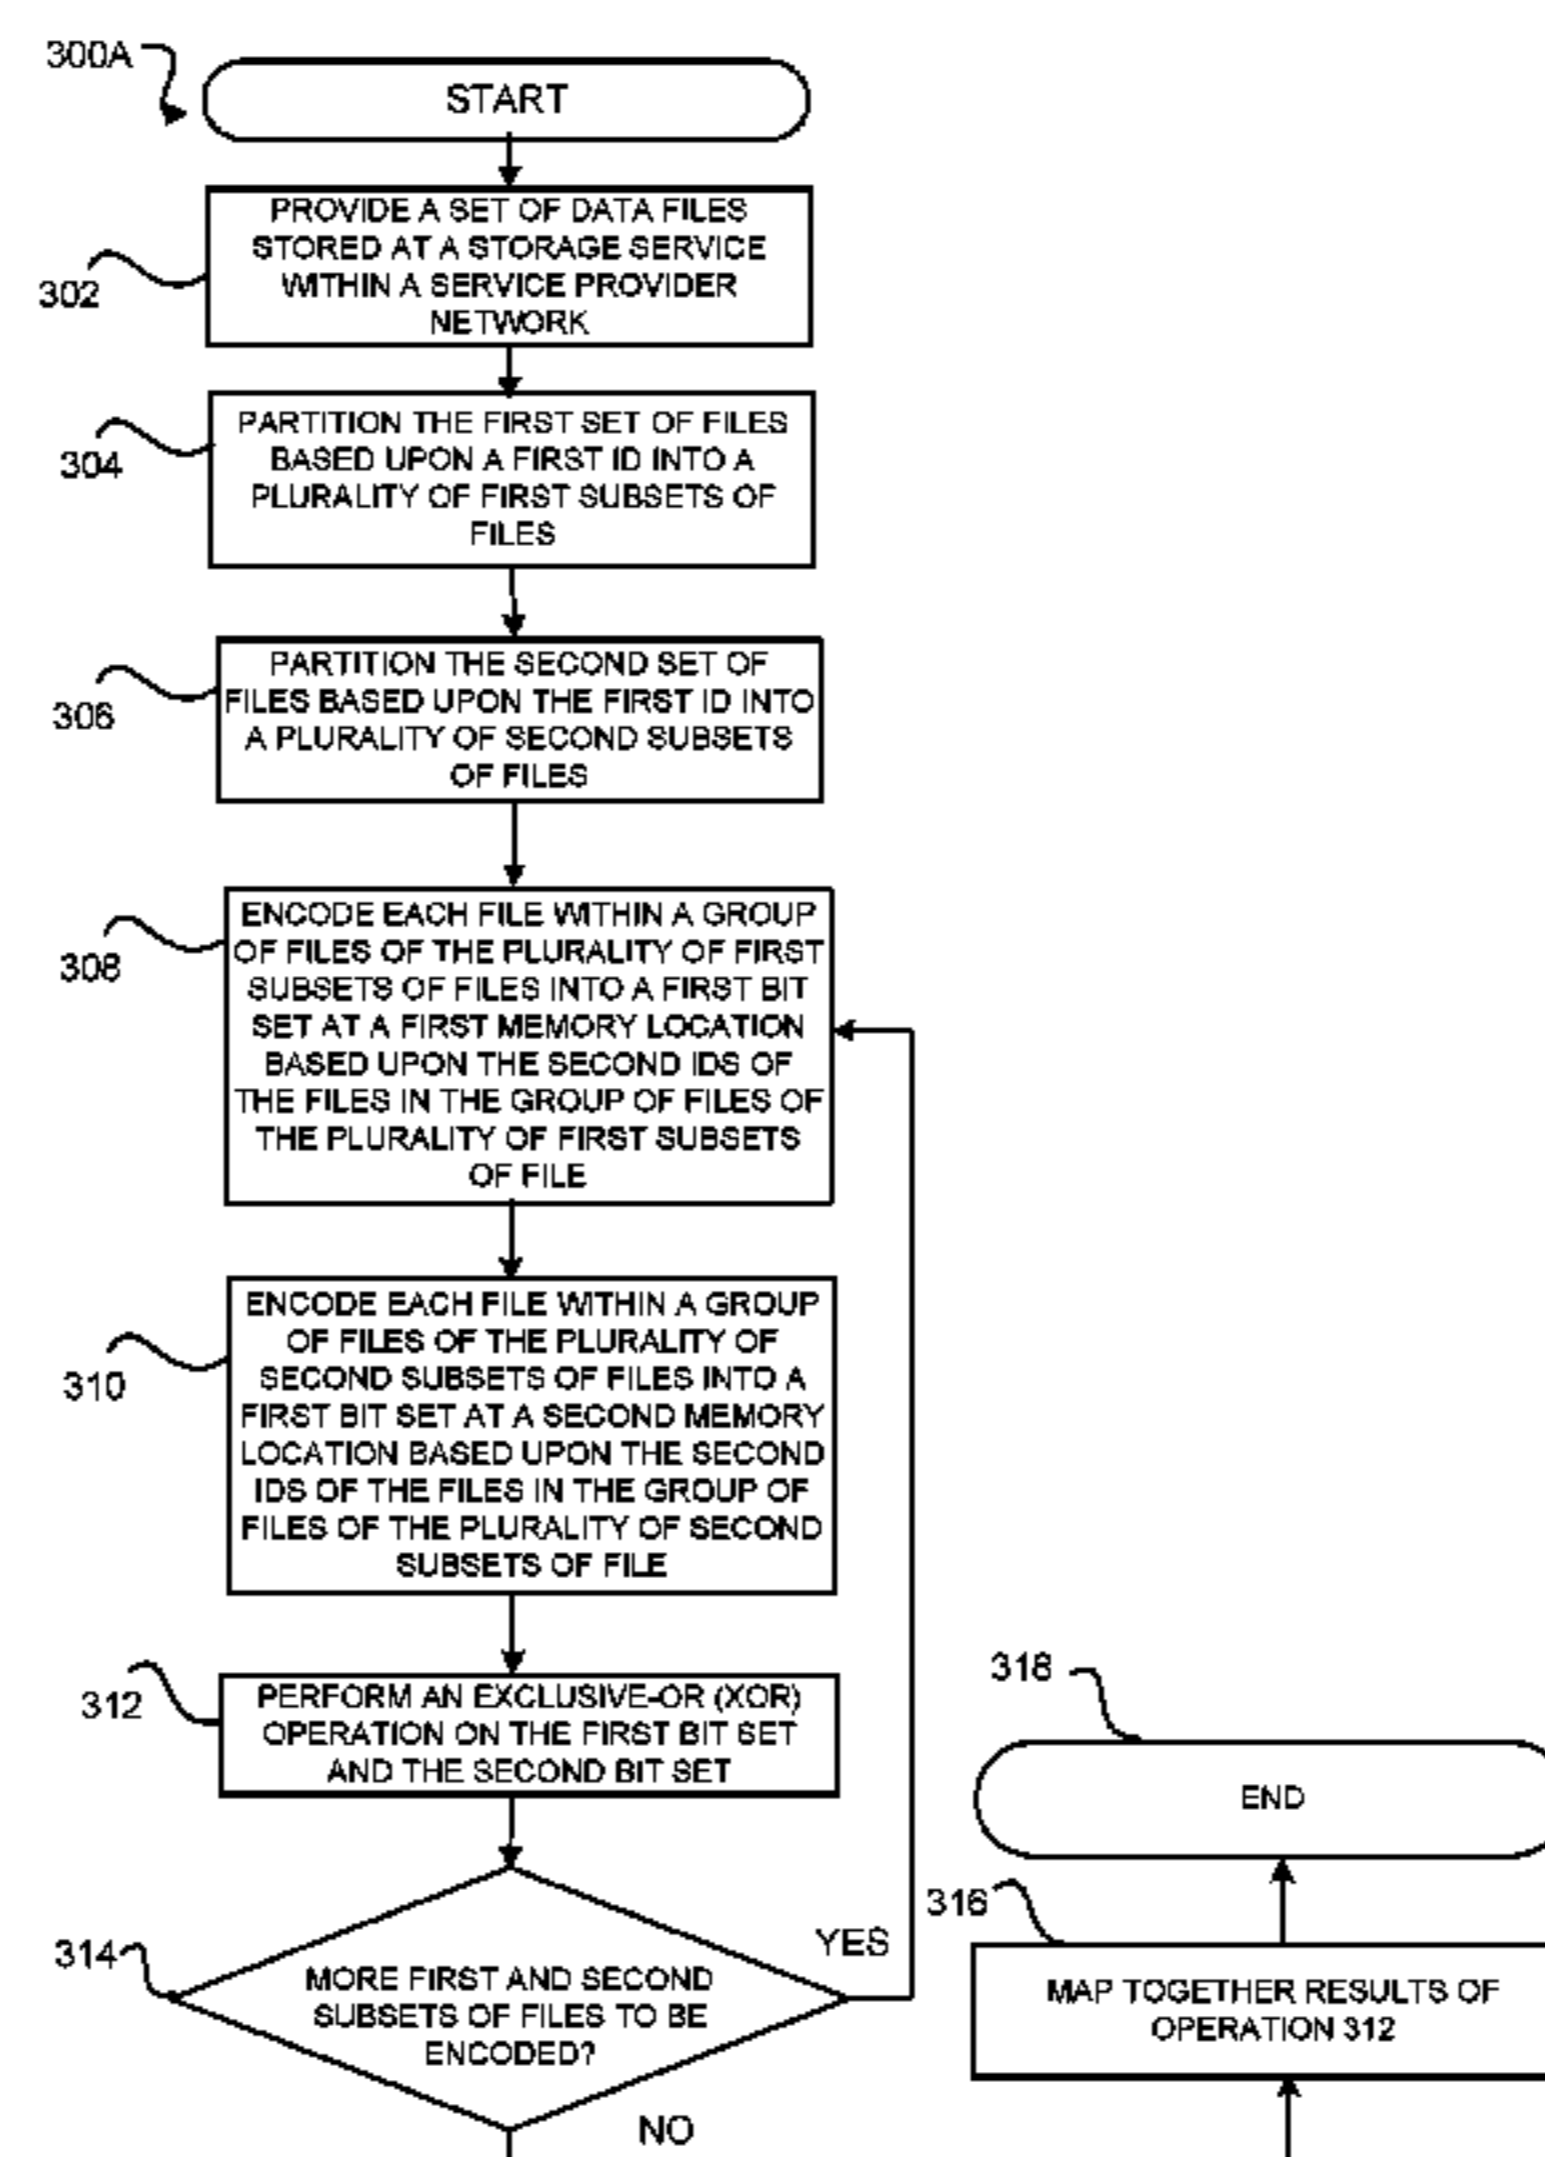 300A
START
302
PROVIDE A SET OF DATA FILES
STORED AT A STORAGE SERVICE
WITHIN A SERVICE PROVIDER
NETWORK
304
PARTITION THE FIRST SET OF FILES
BASED UPON A FIRST ID INTO A
PLURALITY OF FIRST SUBSETS OF
FILES
306
PARTITION THE SECOND SET OF
FILES BASED UPON THE FIRST ID INTO
A PLURALITY OF SECOND SUBSETS
OF FILES
308
ENCODE EACH FILE WITHIN A GROUP
OF FILES OF THE PLURALITY OF FIRST
SUBSETS OF FILES INTO A FIRST BIT
SET AT A FIRST MEMORY LOCATION
BASED UPON THE SECOND IDS OF
THE FILES IN THE GROUP OF FILES OF
THE PLURALITY OF FIRST SUBSETS
OF FILE
310
ENCODE EACH FILE WITHIN A GROUP
OF FILES OF THE PLURALITY OF
SECOND SUBSETS OF FILES INTO A
FIRST BIT SET AT A SECOND MEMORY
LOCATION BASED UPON THE SECOND
IDS OF THE FILES IN THE GROUP OF
FILES OF THE PLURALITY OF SECOND
SUBSETS OF FILE
312
PERFORM AN EXCLUSIVE-OR (XOR)
OPERATION ON THE FIRST BIT SET
AND THE SECOND BIT SET
314
MORE FIRST AND SECOND
SUBSETS OF FILES TO BE
ENCODED?
YES
NO
316
MAP TOGETHER RESULTS OF
OPERATION 312
318
END